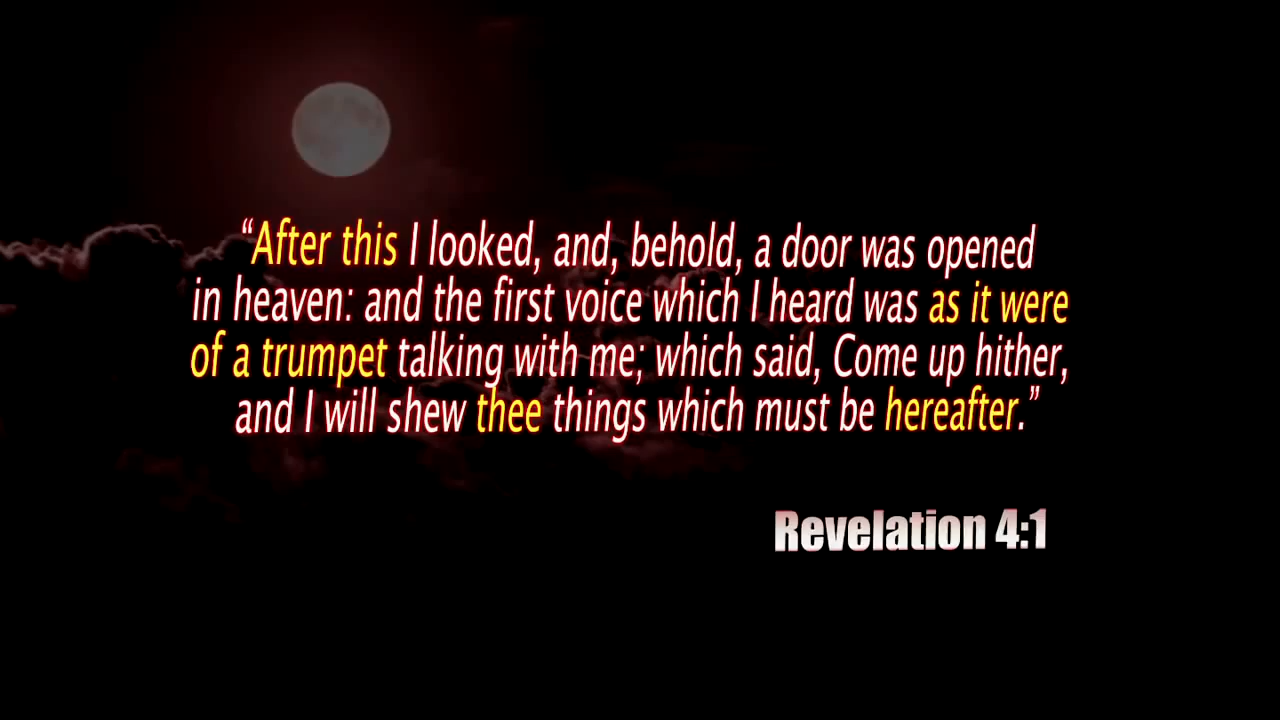 “After this I looked, and, behold, a door was opened
in heaven: and the first voice which I heard was as it were
of a trumpet talking with me; which said, Come up hither,
and I will shew thee things which must be hereafter.”
Revelation 4:1